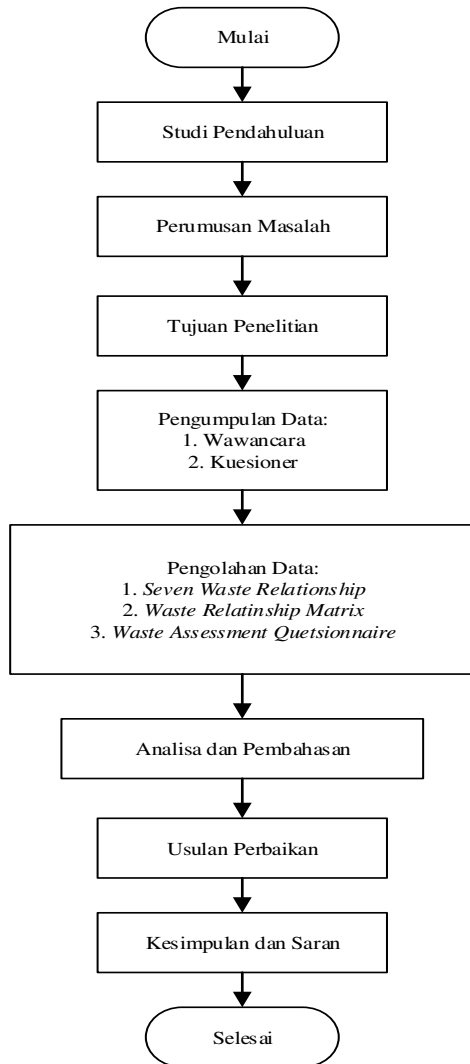 Mulai
Studi Pendahuluan
Perumusan Masalah
Tujuan Penelitian
Pengumpulan Data:
1. Wawancara
2. Kuesioner
Pengolahan Data:
1. Seven Waste Relationship
2. Waste Relatinship Matrix
3. Waste Assessment Quetsionnaire
Analisa dan Pembahasan
Usulan Perbaikan
Kesimpulan dan Saran
Selesai